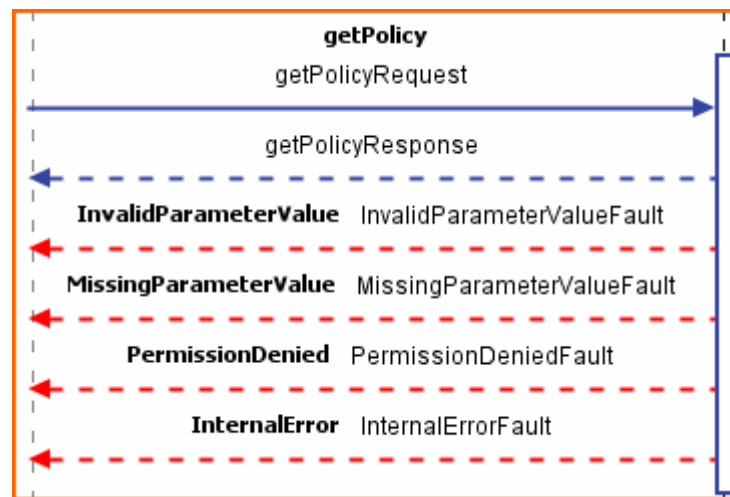 getPolicy
getPolicyRequest
getPolicyResponse
InvalidParameterValue InvalidParameterValueFault
MissingParameterValue MissingParameterValueFault
PermissionDenied PermissionDeniedFault
InternalError InternalErrorFault